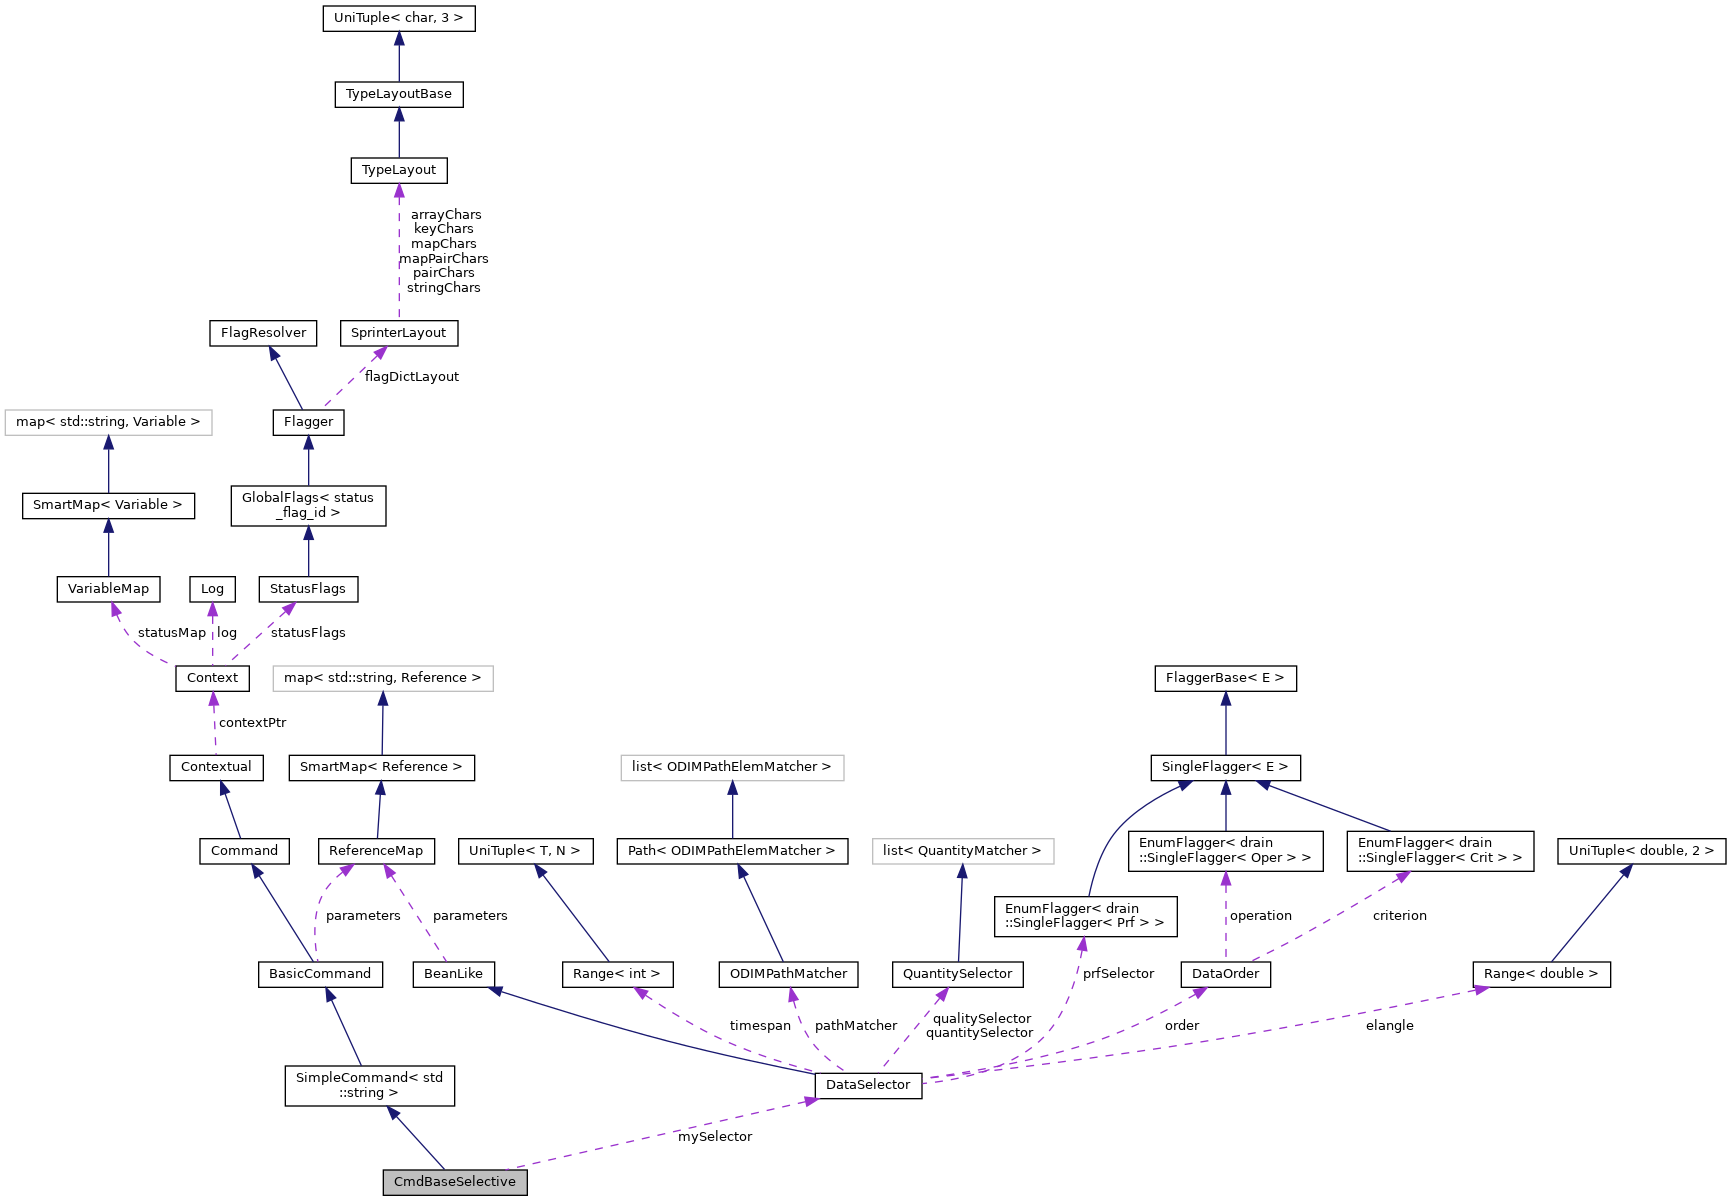 UniTuple< char, 3 >
TypeLayoutBase
TypeLayout
arrayChars
keyChars
mapChars
mapPairChars
pairChars
stringChars
FlagResolver
SprinterLayout
flagDictLayout
map< std::string, Variable >
Flagger
SmartMap< Variable >
GlobalFlags< status
_flag_id >
VariableMap
Log
StatusFlags
statusMap
log
statusFlags
Context
map< std::string, Reference >
FlaggerBase< E >
contextPtr
Contextual
SmartMap< Reference >
list< ODIMPathElemMatcher >
SingleFlagger< E >
Command
ReferenceMap
UniTuple< T, N >
Path< ODIMPathElemMatcher >
list< QuantityMatcher >
EnumFlagger< drain
::SingleFlagger< Oper > >
EnumFlagger< drain
::SingleFlagger< Crit > >
UniTuple< double, 2 >
parameters
parameters
EnumFlagger< drain
::SingleFlagger< Prf > >
operation
criterion
BasicCommand
BeanLike
Range< int >
ODIMPathMatcher
QuantitySelector
prfSelector
DataOrder
Range< double >
timespan
pathMatcher
qualitySelector
quantitySelector
order
elangle
SimpleCommand< std
::string >
DataSelector
mySelector
CmdBaseSelective